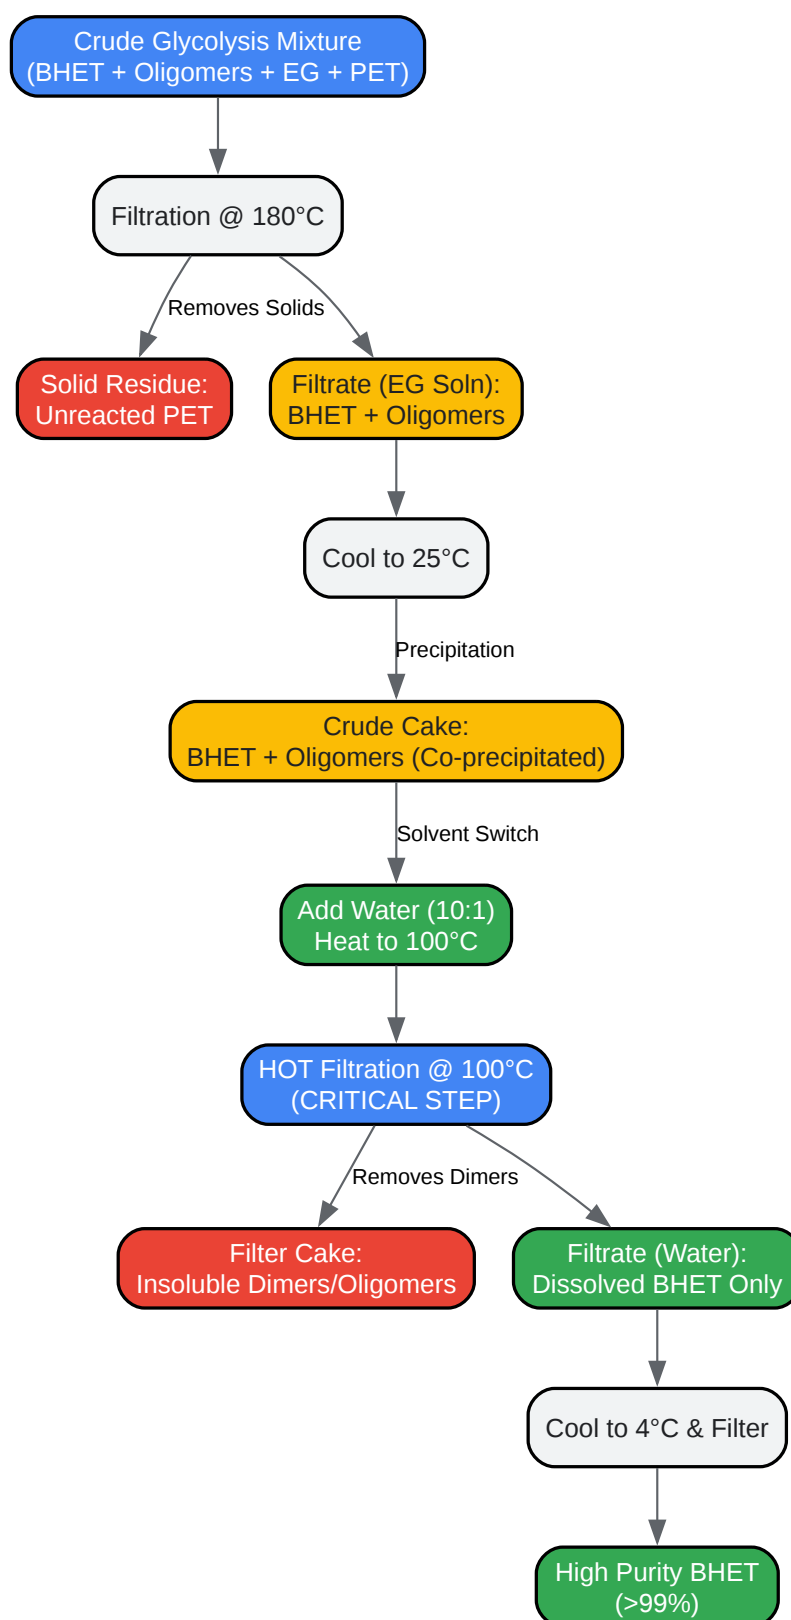 Crude Glycolysis Mixture
(BHET + Oligomers + EG + PET)
Filtration @ 180°C
Removes Solids
Solid Residue:
Unreacted PET
Filtrate (EG Soln):
BHET + Oligomers
Cool to 25°C
Precipitation
Crude Cake:
BHET + Oligomers (Co-precipitated)
Solvent Switch
Add Water (10:1)
Heat to 100°C
HOT Filtration @ 100°C
(CRITICAL STEP)
Removes Dimers
Filter Cake:
Insoluble Dimers/Oligomers
Filtrate (Water):
Dissolved BHET Only
Cool to 4°C & Filter
High Purity BHET
(>99%)